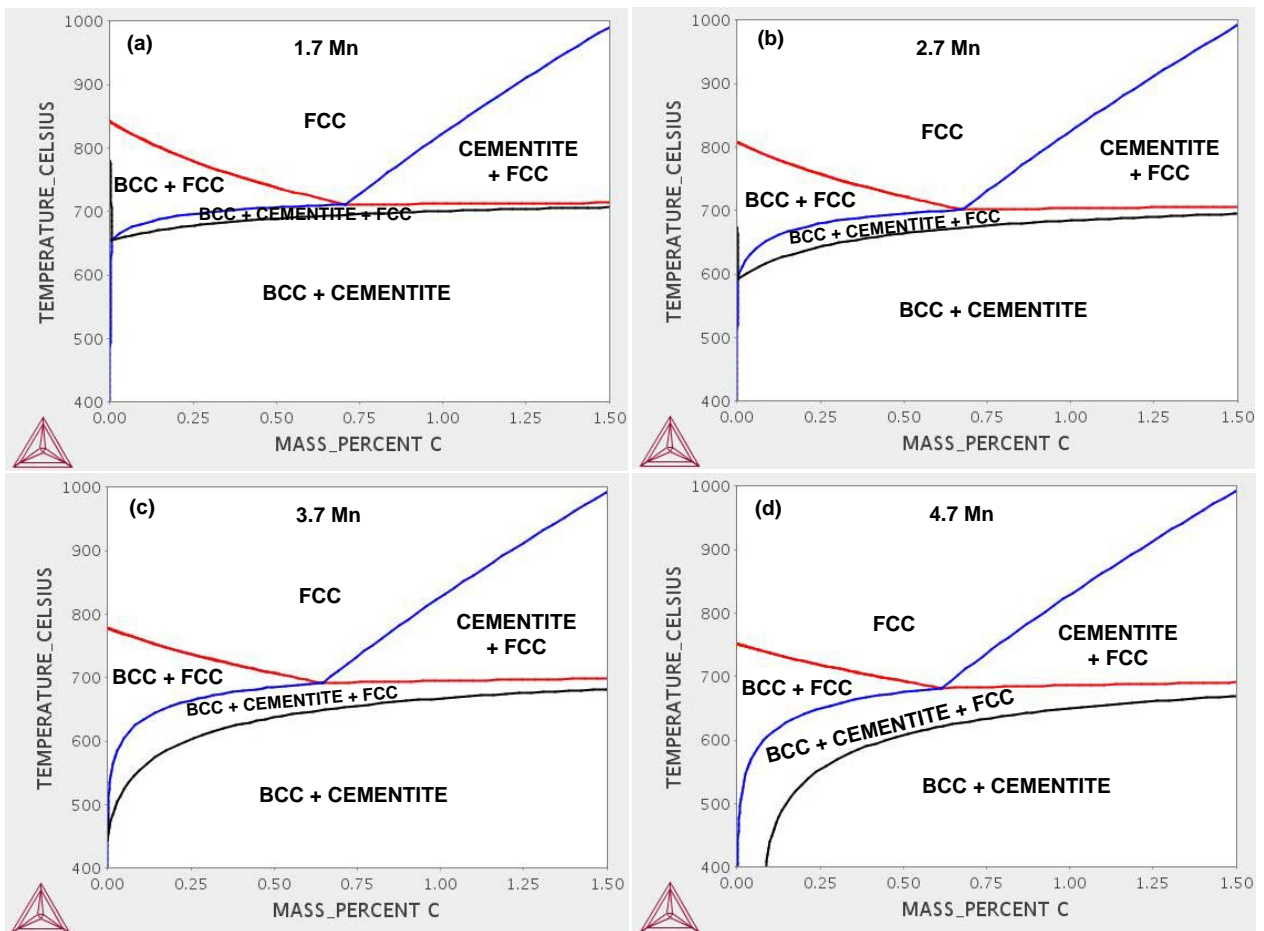 (a)
1.7 Mn
1000
900
800
700
600
500
400
TEMPERATURE_CELSIUS
FCC
CEMENTITE
+ FCC
BCC + FCC
BCC + CEMENTITE + FCC
BCC + CEMENTITE
0.00 0.25 0.50 0.75 1.00 1.25 1.50
MASS_PERCENT C
(b)
2.7 Mn
1000
900
800
700
600
500
400
TEMPERATURE_CELSIUS
FCC
CEMENTITE
+ FCC
BCC + FCC
BCC + CEMENTITE + FCC
BCC + CEMENTITE
0.00 0.25 0.50 0.75 1.00 1.25 1.50
MASS_PERCENT C
(c)
3.7 Mn
1000
900
800
700
600
500
400
TEMPERATURE_CELSIUS
FCC
CEMENTITE
+ FCC
BCC + FCC
BCC + CEMENTITE + FCC
BCC + CEMENTITE
0.00 0.25 0.50 0.75 1.00 1.25 1.50
MASS_PERCENT C
(d)
4.7 Mn
1000
900
800
700
600
500
400
TEMPERATURE_CELSIUS
FCC
CEMENTITE
+ FCC
BCC + FCC
BCC + CEMENTITE + FCC
BCC + CEMENTITE
0.00 0.25 0.50 0.75 1.00 1.25 1.50
MASS_PERCENT C